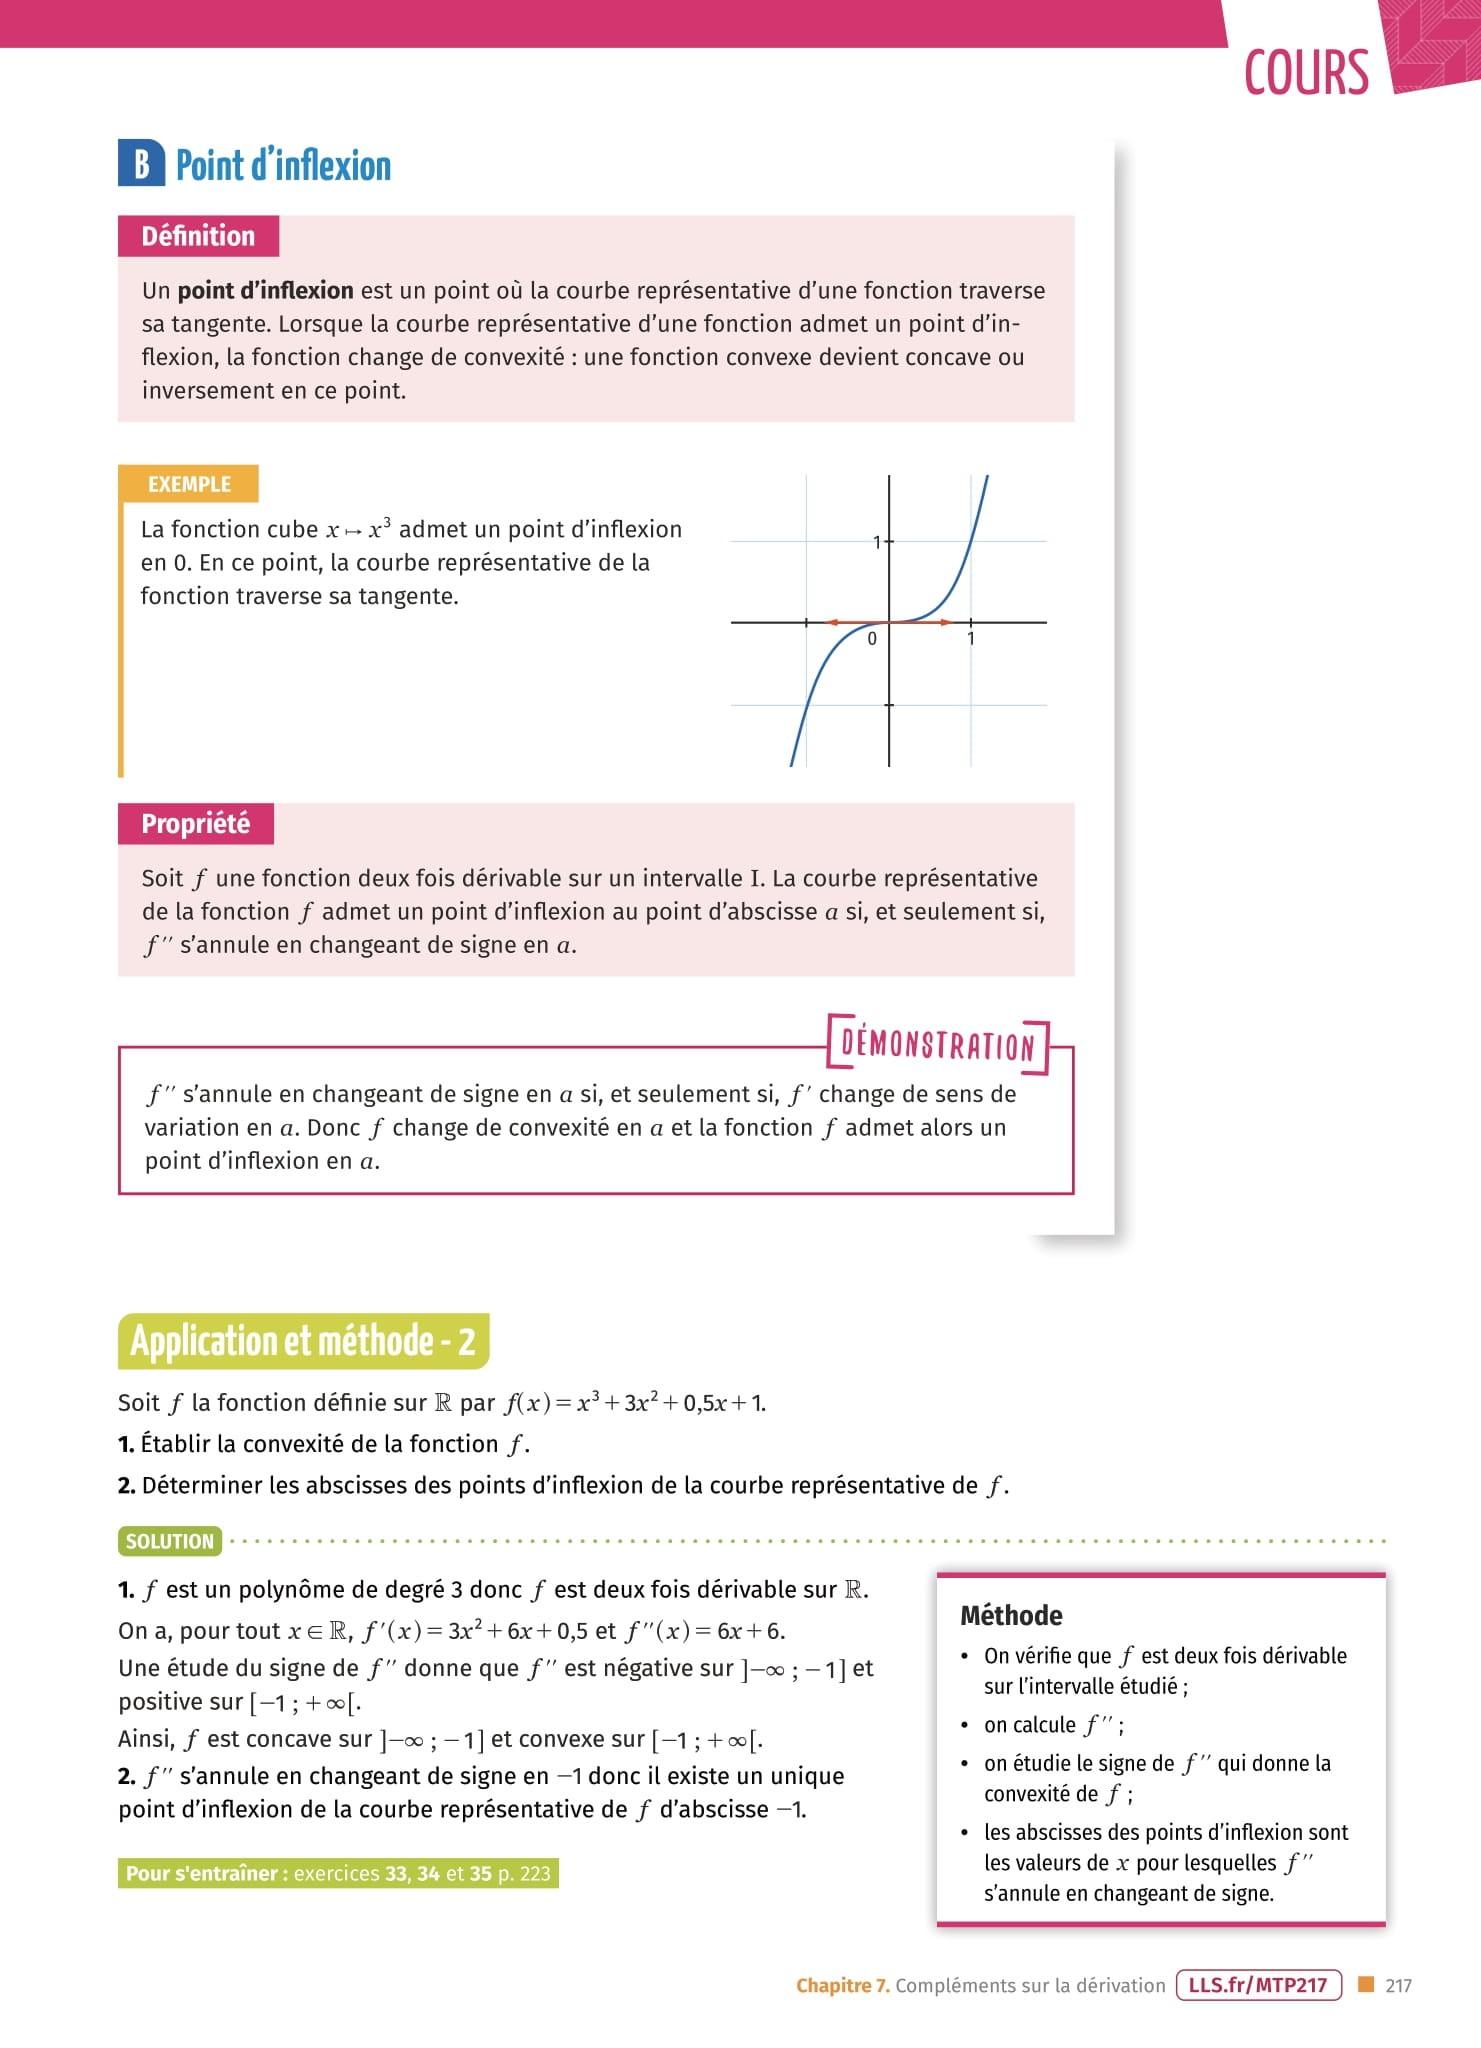 COURS
B Point d’inflexion
Définition
Un point d’inflexion est un point où la courbe représentative d’une fonction traverse
sa tangente. Lorsque la courbe représentative d’une fonction admet un point d’in-
flexion, la fonction change de convexité : une fonction convexe devient concave ou
inversement en ce point.
EXEMPLE
La fonction cube x ↦ x³ admet un point d’inflexion
en 0. En ce point, la courbe représentative de la
fonction traverse sa tangente.
1
0
1
Propriété
Soit f une fonction deux fois dérivable sur un intervalle I. La courbe représentative
de la fonction f admet un point d’inflexion au point d’abscisse a si, et seulement si,
f″ s’annule en changeant de signe en a.
DÉMONSTRATION
f″ s’annule en changeant de signe en a si, et seulement si, f′ change de sens de
variation en a. Donc f change de convexité en a et la fonction f admet alors un
point d’inflexion en a.
Application et méthode - 2
Soit f la fonction définie sur ℝ par f(x) = x³ + 3x² + 0,5x + 1.
1. Établir la convexité de la fonction f.
2. Déterminer les abscisses des points d’inflexion de la courbe représentative de f.
SOLUTION
1. f est un polynôme de degré 3 donc f est deux fois dérivable sur ℝ.
On a, pour tout x ∈ ℝ, f′(x) = 3x² + 6x + 0,5 et f″(x) = 6x + 6.
Une étude du signe de f″ donne que f″ est négative sur ]−∞ ; −1] et
positive sur [−1 ; +∞[.
Ainsi, f est concave sur ]−∞ ; −1] et convexe sur [−1 ; +∞[.
2. f″ s’annule en changeant de signe en −1 donc il existe un unique
point d’inflexion de la courbe représentative de f d’abscisse −1.
Pour s'entraîner : exercices 33, 34 et 35 p. 223
Méthode
• On vérifie que f est deux fois dérivable
sur l’intervalle étudié ;
• on calcule f″ ;
• on étudie le signe de f″ qui donne la
convexité de f ;
• les abscisses des points d’inflexion sont
les valeurs de x pour lesquelles f″
s’annule en changeant de signe.
Chapitre 7. Compléments sur la dérivation LLS.fr/MTP217 217